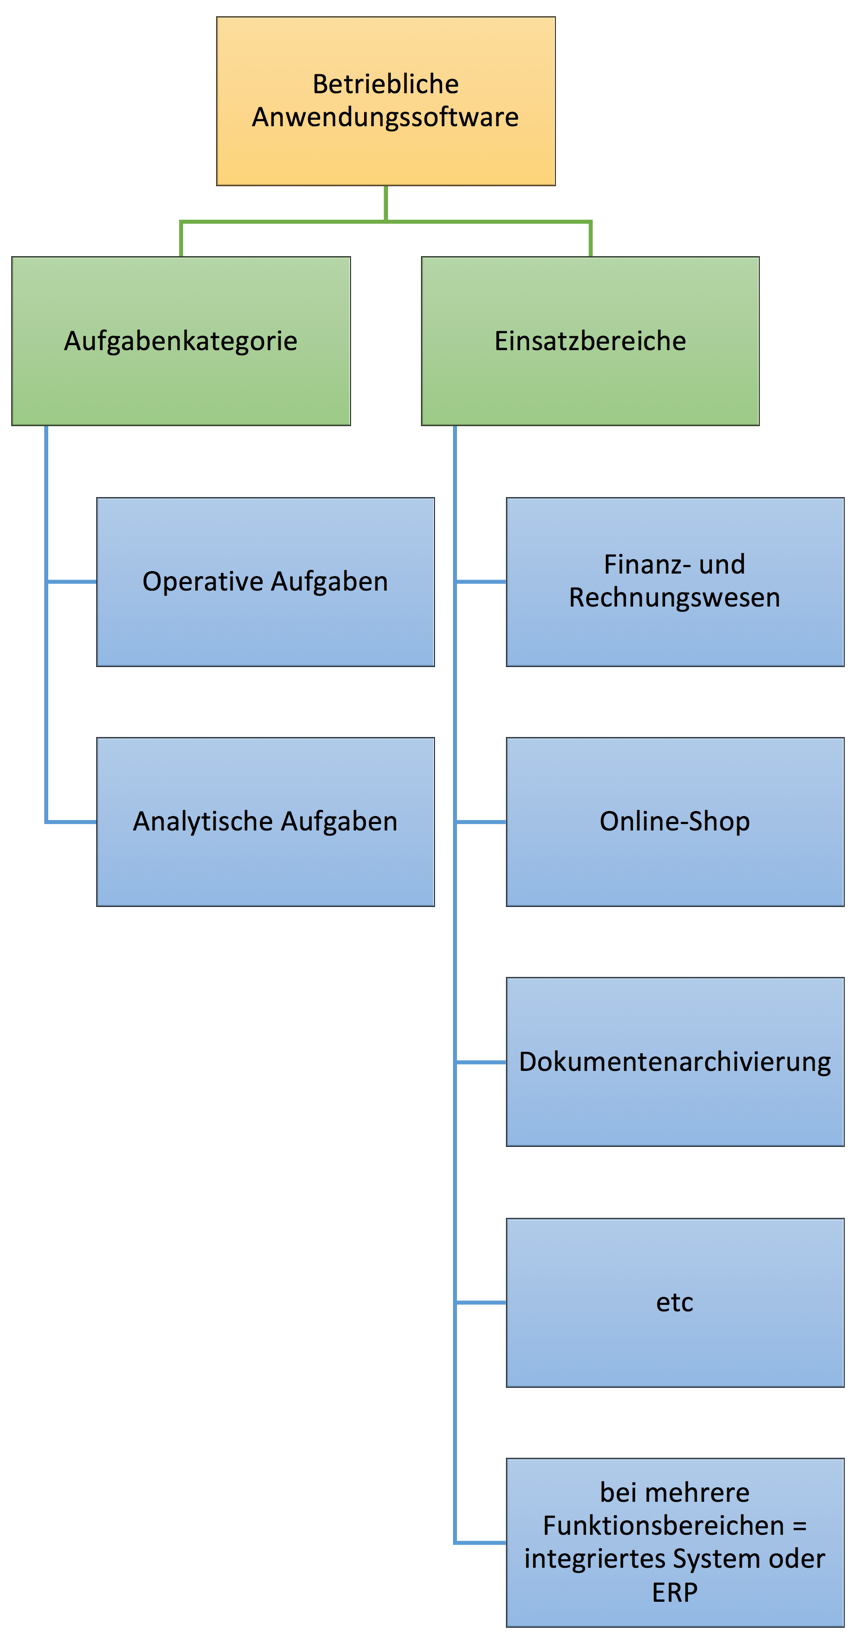 Betriebliche
Anwendungssoftware
Aufgabenkategorie
Einsatzbereiche
Operative Aufgaben
Analytische Aufgaben
Finanz- und
Rechnungswesen
Online-Shop
Dokumentenarchivierung
etc
bei mehrere
Funktionsbereichen =
integriertes System oder
ERP